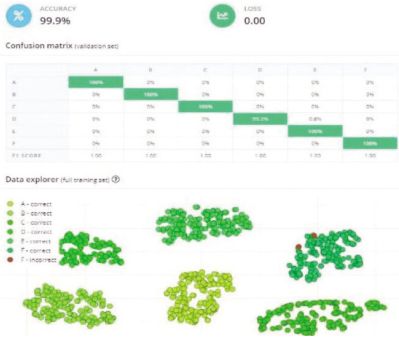 ACCURACY
99.9%
LOSS
0.00
Confusion matrix (validation set)
A B C D E F
A 100% 0% 0% 0% 0% 0%
B 0% 100% 0% 0% 0% 0%
C 0% 0% 100% 0% 0% 0%
D 0% 0% 0% 99.2% 0.8% 0%
E 0% 0% 0% 0% 100% 0%
F 0% 0% 0% 0% 0% 100%
F1 SCORE 1.00 1.00 1.00 1.00 1.00 1.00
Data explorer (full training set) ?
A - correct
B - correct
C - correct
D - correct
E - correct
F - correct
F - incorrect